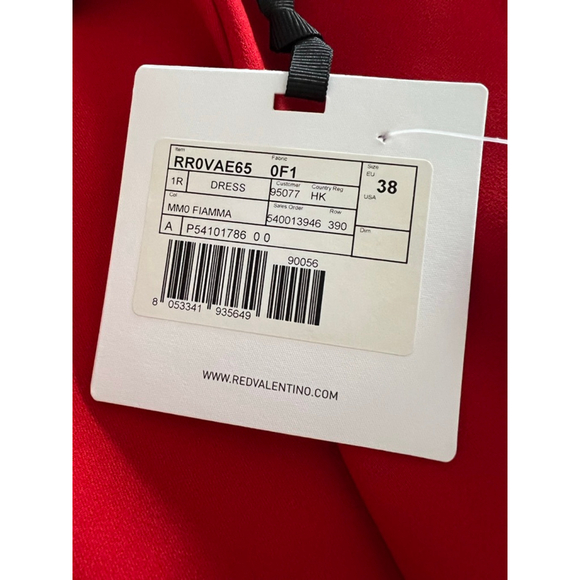 Item Fabric Size
RR0VAE65 0F1 EU 38
1R DRESS Customer 95077 Country Reg HK USA
Col. MM0 FIAMMA Sales Order 540013946 Row 390
A P54101786 0 0 Dim
90056
8 053341 935649
WWW.REDVALENTINO.COM